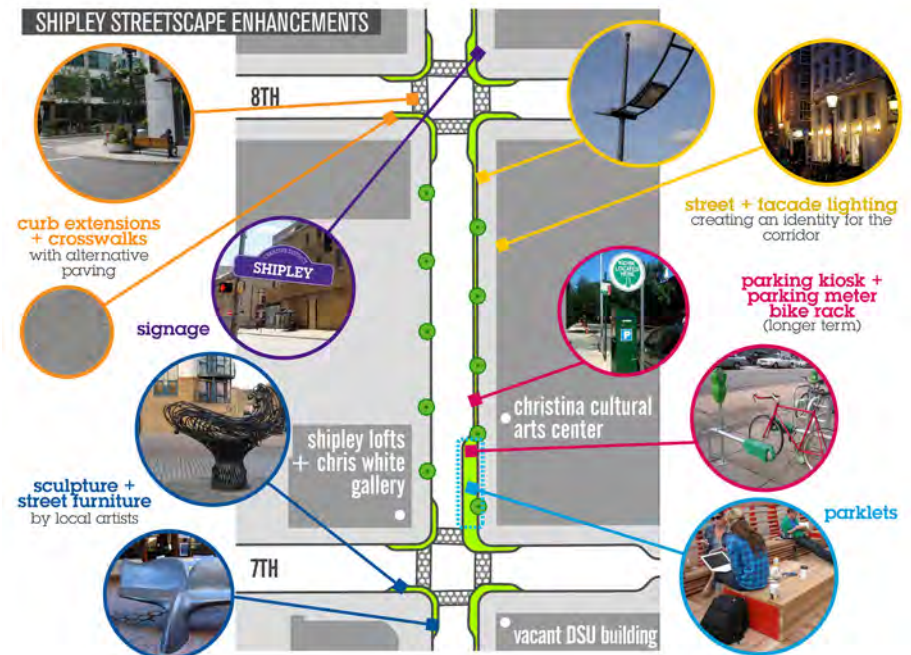 SHIPLEY STREETSCAPE ENHANCEMENTS
8TH
curb extensions
+ crosswalks
with alternative
paving
SHIPLEY
signage
street + facade lighting
creating an identity for the
corridor
parking kiosk +
parking meter
bike rack
(longer term)
P
christina cultural
arts center
shipley lofts
+ chris white
gallery
sculpture +
street furniture
by local artists
parklets
7TH
vacant DSU building